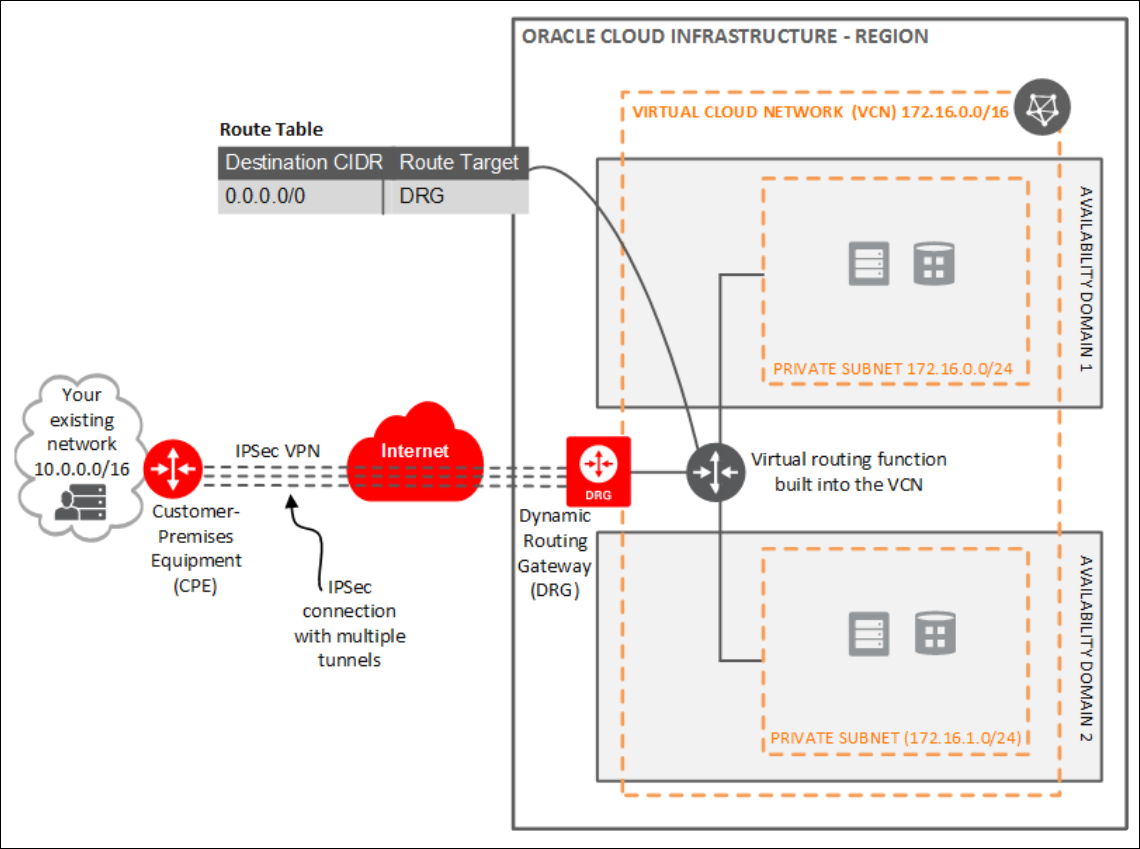 ORACLE CLOUD INFRASTRUCTURE - REGION
VIRTUAL CLOUD NETWORK (VCN) 172.16.0.0/16
Route Table
Destination CIDR Route Target
0.0.0.0/0 DRG
AVAILABILITY DOMAIN 1
PRIVATE SUBNET 172.16.0.0/24
Your
existing
network
10.0.0.0/16
IPSec VPN
Internet
DRG
Virtual routing function
built into the VCN
Customer-
Premises
Equipment
(CPE)
Dynamic
Routing
Gateway
(DRG)
IPSec
connection
with multiple
tunnels
AVAILABILITY DOMAIN 2
PRIVATE SUBNET (172.16.1.0/24)